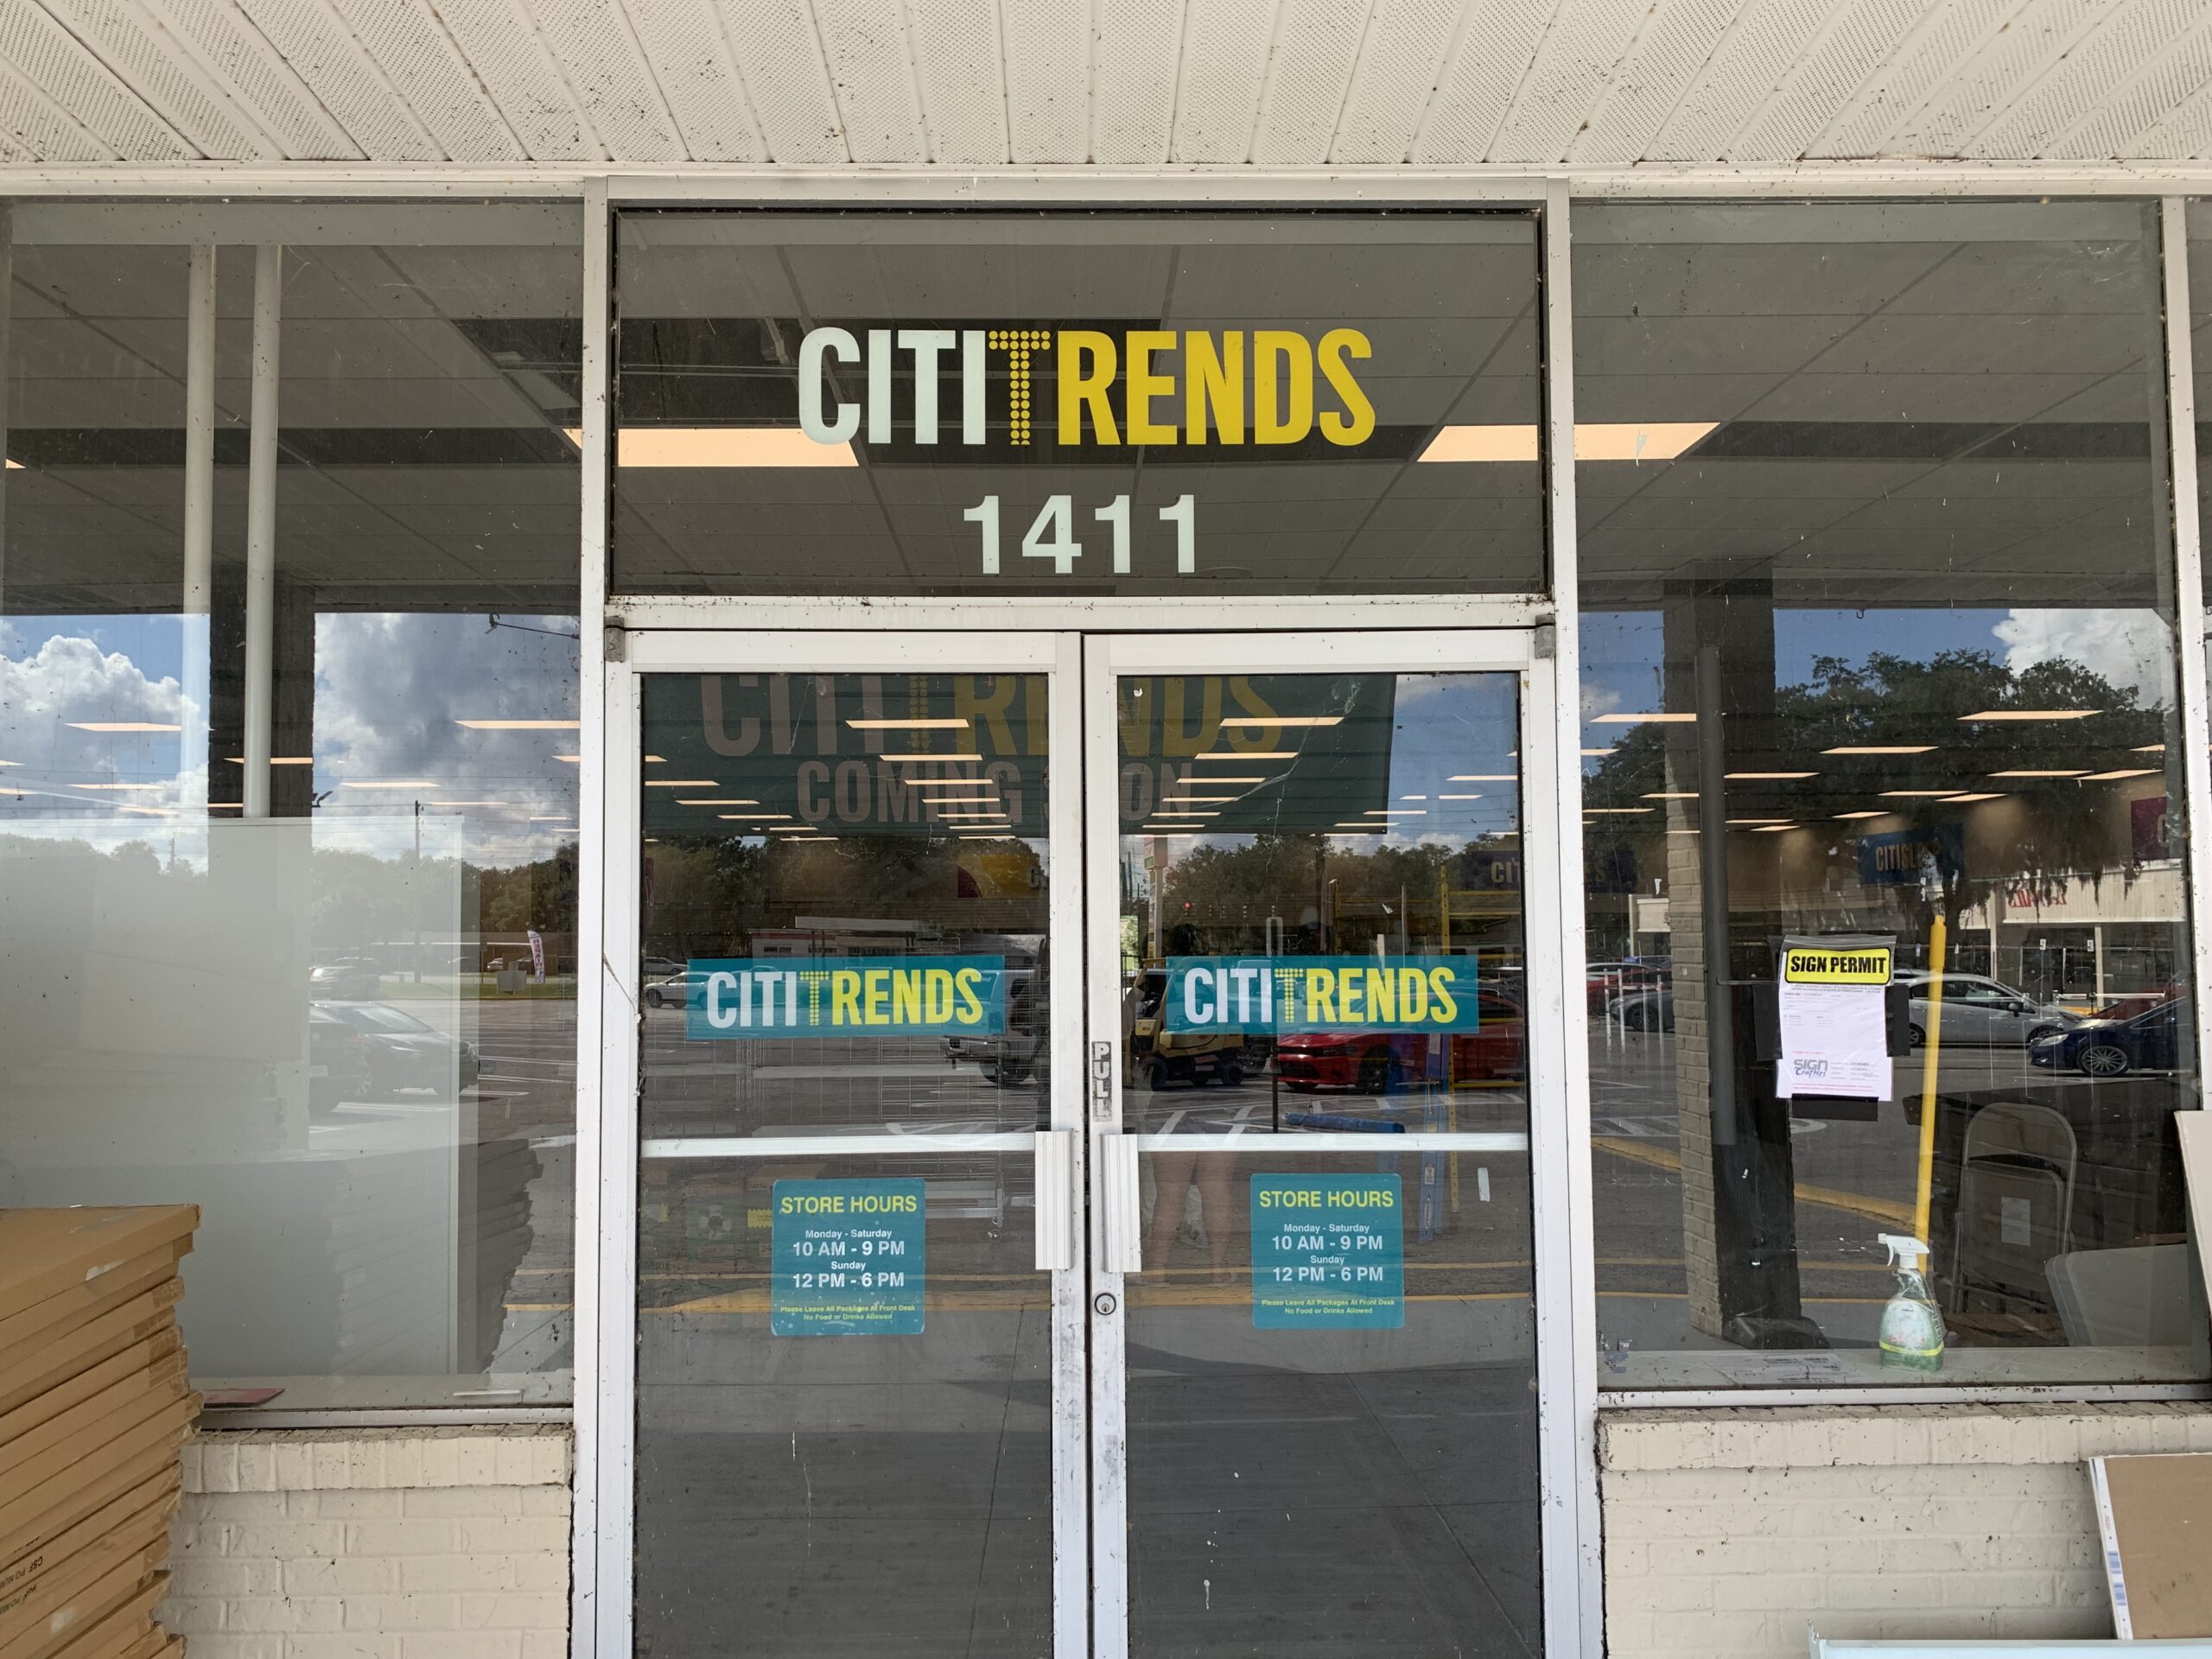 CITITRENDS
1411
CITITRENDS
COMING SOON
CITITRENDS
CITITRENDS
PULL
SIGN PERMIT
SIGN
Crafters
STORE HOURS
Monday - Saturday
10 AM - 9 PM
Sunday
12 PM - 6 PM
Please Leave All Packages At Front Desk
No Food or Drinks Allowed
STORE HOURS
Monday - Saturday
10 AM - 9 PM
Sunday
12 PM - 6 PM
Please Leave All Packages At Front Desk
No Food or Drinks Allowed